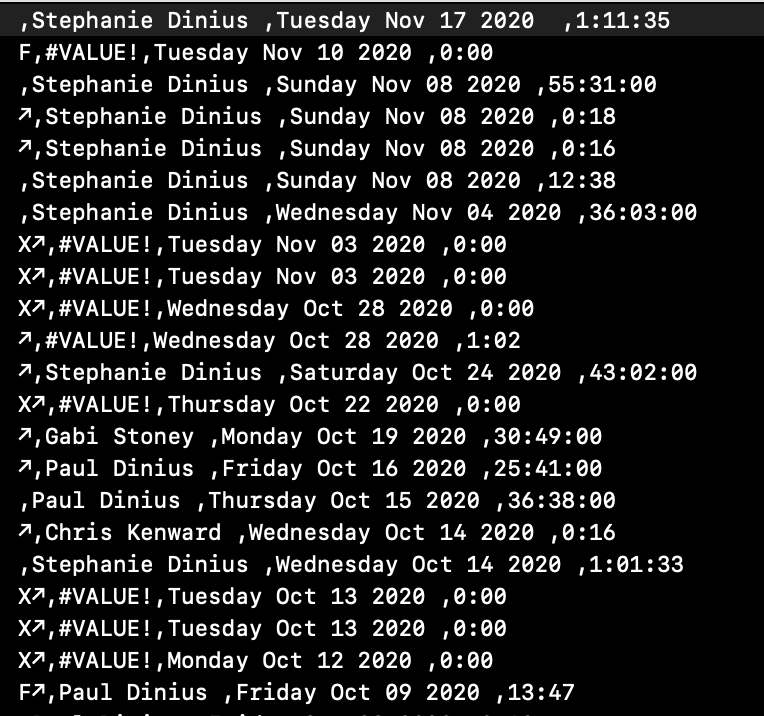 ,Stephanie Dinius ,Tuesday Nov 17 2020  ,1:11:35
F,#VALUE!,Tuesday Nov 10 2020 ,0:00
,Stephanie Dinius ,Sunday Nov 08 2020 ,55:31:00
↗,Stephanie Dinius ,Sunday Nov 08 2020 ,0:18
↗,Stephanie Dinius ,Sunday Nov 08 2020 ,0:16
,Stephanie Dinius ,Sunday Nov 08 2020 ,12:38
,Stephanie Dinius ,Wednesday Nov 04 2020 ,36:03:00
X↗,#VALUE!,Tuesday Nov 03 2020 ,0:00
X↗,#VALUE!,Tuesday Nov 03 2020 ,0:00
X↗,#VALUE!,Wednesday Oct 28 2020 ,0:00
↗,#VALUE!,Wednesday Oct 28 2020 ,1:02
↗,Stephanie Dinius ,Saturday Oct 24 2020 ,43:02:00
X↗,#VALUE!,Thursday Oct 22 2020 ,0:00
↗,Gabi Stoney ,Monday Oct 19 2020 ,30:49:00
↗,Paul Dinius ,Friday Oct 16 2020 ,25:41:00
,Paul Dinius ,Thursday Oct 15 2020 ,36:38:00
↗,Chris Kenward ,Wednesday Oct 14 2020 ,0:16
,Stephanie Dinius ,Wednesday Oct 14 2020 ,1:01:33
X↗,#VALUE!,Tuesday Oct 13 2020 ,0:00
X↗,#VALUE!,Tuesday Oct 13 2020 ,0:00
X↗,#VALUE!,Monday Oct 12 2020 ,0:00
F↗,Paul Dinius ,Friday Oct 09 2020 ,13:47